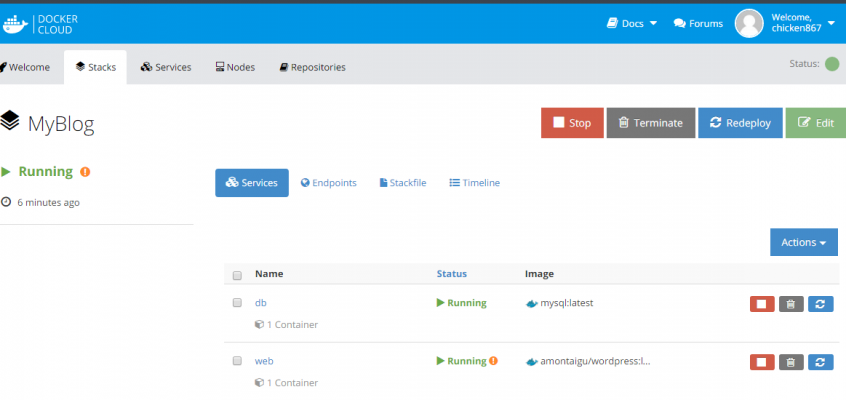 DOCKER
CLOUD
Docs
Forums
Welcome,
chicken867
Welcome
Stacks
Services
Nodes
Repositories
Status:
MyBlog
Stop
Terminate
Redeploy
Edit
Running
6 minutes ago
Services
Endpoints
Stackfile
Timeline
Actions
Name Status Image
db Running mysql:latest
1 Container
web Running amontaigu/wordpress:l...
1 Container